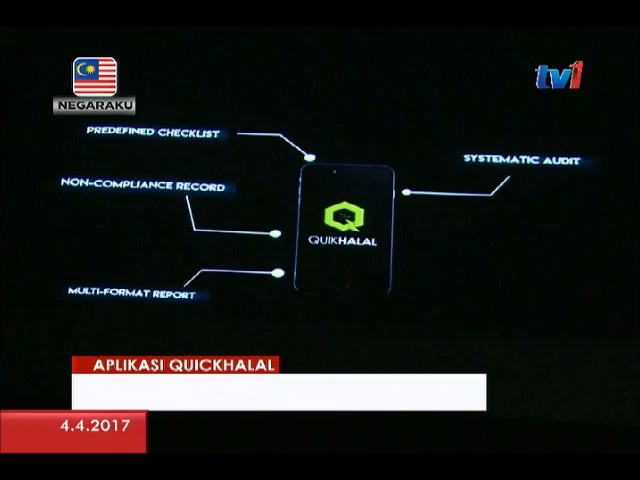 NEGARAKU
tv1
PREDEFINED CHECKLIST
SYSTEMATIC AUDIT
NON-COMPLIANCE RECORD
QUIKHALAL
MULTI-FORMAT REPORT
APLIKASI QUICKHALAL
4.4.2017